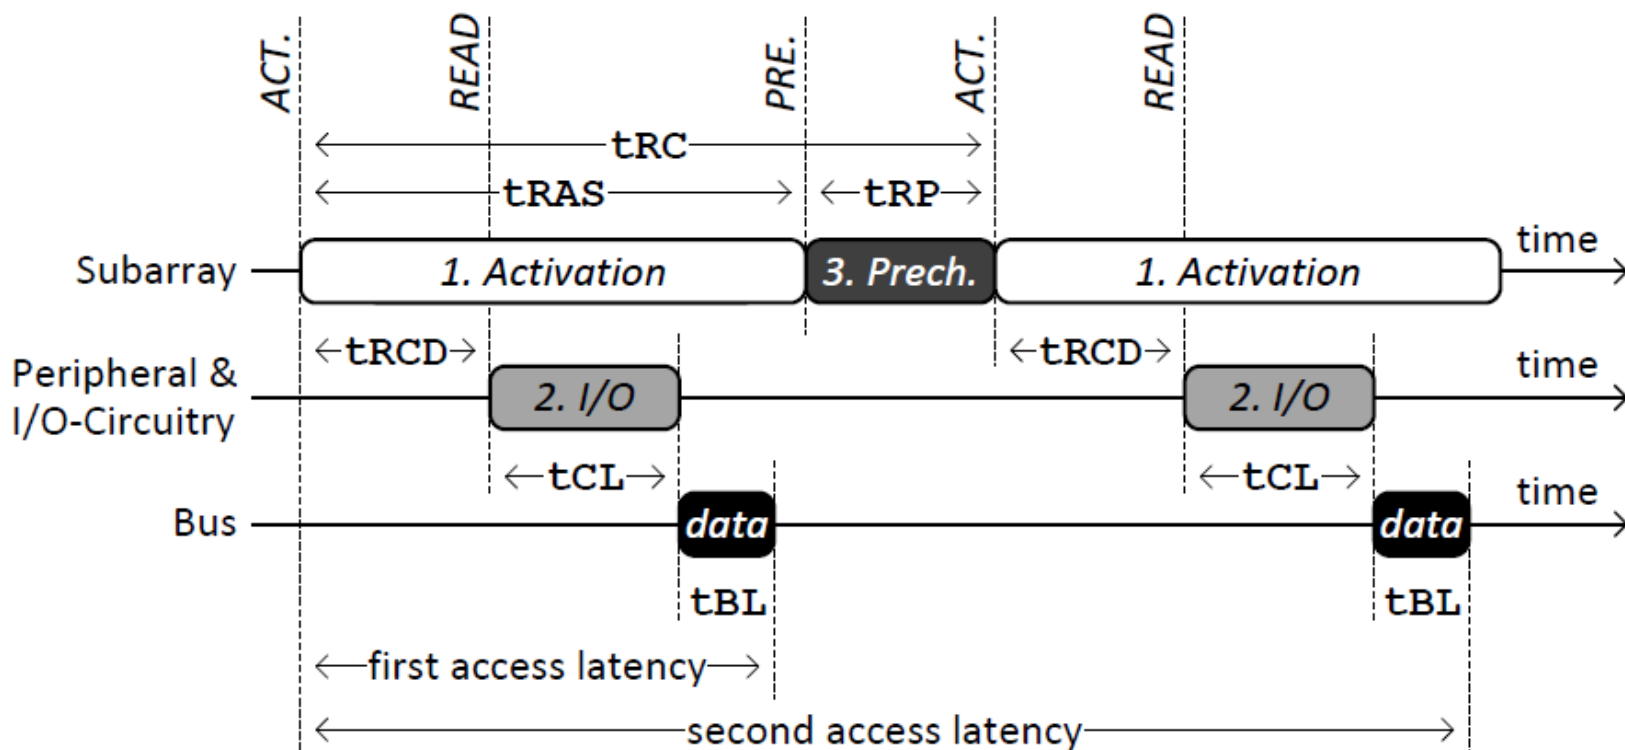 ACT.
READ
PRE.
ACT.
READ
tRC
tRAS
tRP
Subarray
1. Activation
3. Prech.
1. Activation
time
tRCD
tRCD
Peripheral &
I/O-Circuitry
2. I/O
2. I/O
time
tCL
tCL
Bus
data
data
time
tBL
tBL
first access latency
second access latency